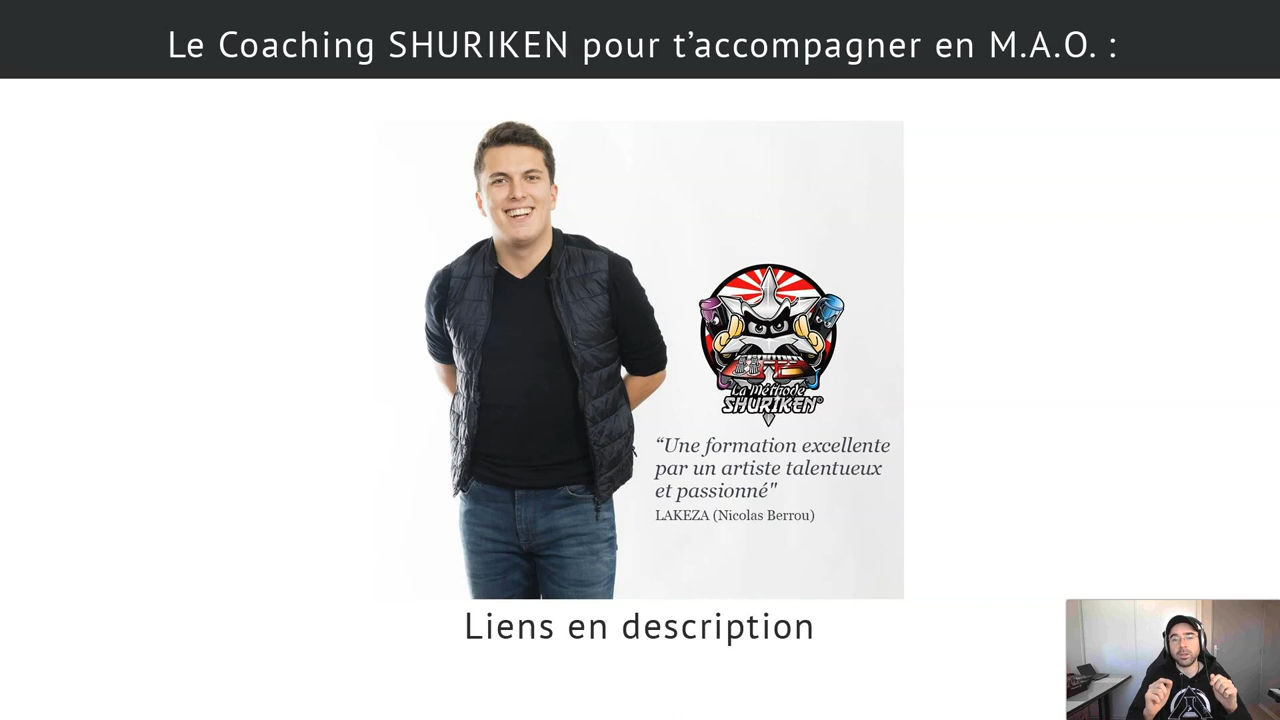 Le Coaching SHURIKEN pour t’accompagner en M.A.O. :
La Méthode
SHURIKEN©
“Une formation excellente
par un artiste talentueux
et passionné"
LAKEZA (Nicolas Berrou)
Liens en description